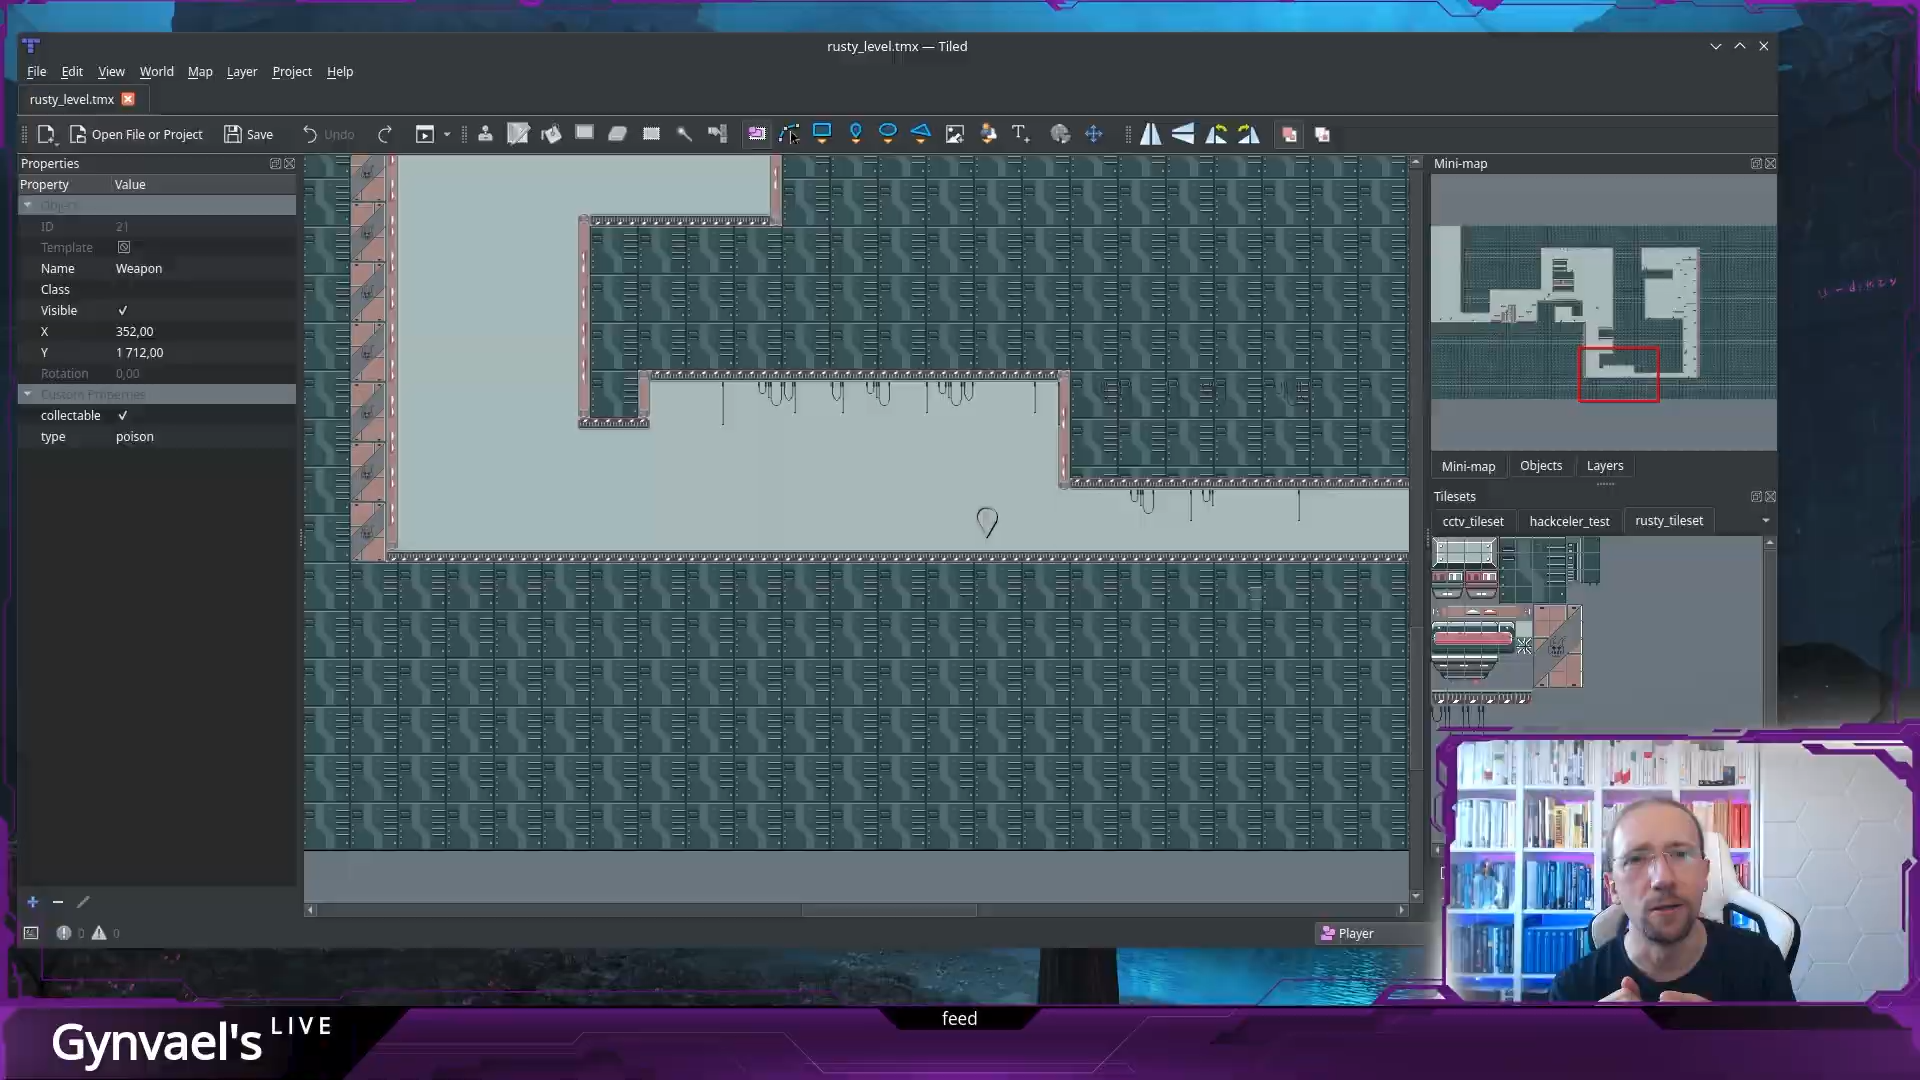 rusty_level.tmx — Tiled
File Edit View World Map Layer Project Help
rusty_level.tmx
Open File or Project Save Undo
Properties
Property Value
Object
ID 21
Template
Name Weapon
Class
Visible
X 352,00
Y 1 712,00
Rotation 0,00
Custom Properties
collectable
type poison
0 0
Player
Mini-map
Mini-map Objects Layers
Tilesets
cctv_tileset hackceler_test rusty_tileset
Gynvael's LIVE
feed